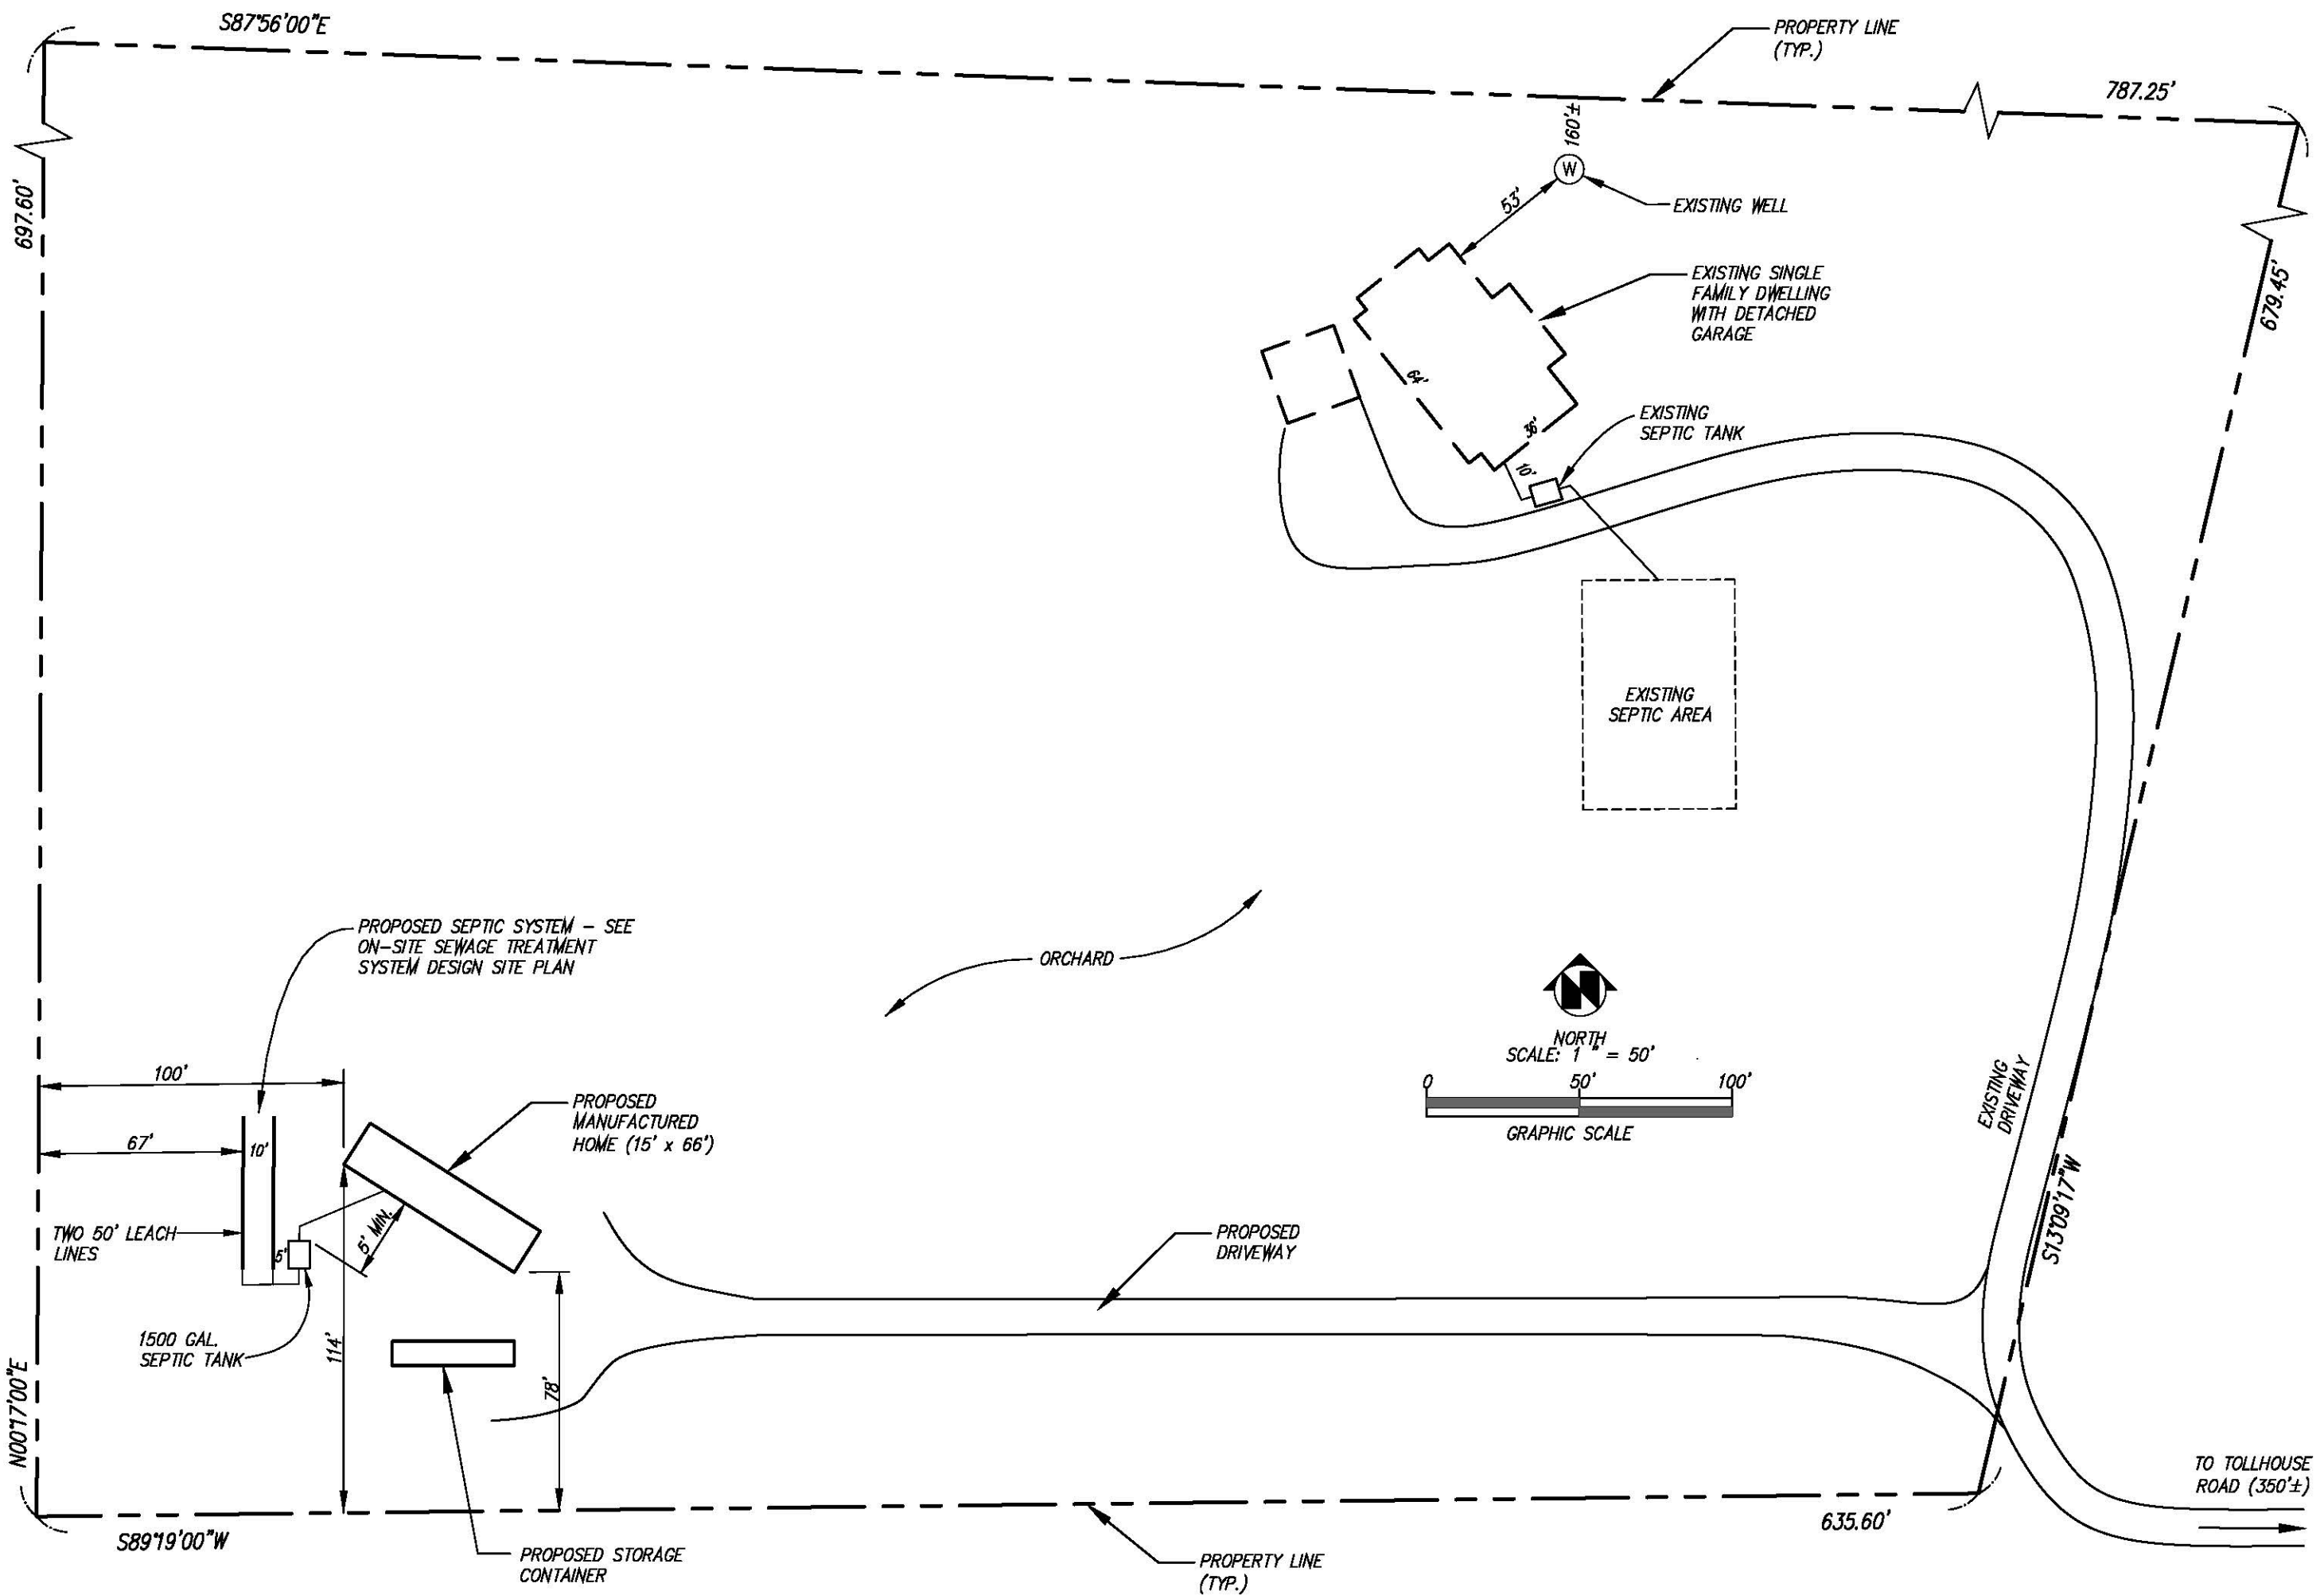 S87°56'00"E
PROPERTY LINE
(TYP.)
787.25'
160'±
W
53'
EXISTING WELL
697.60'
EXISTING SINGLE
FAMILY DWELLING
WITH DETACHED
GARAGE
679.45'
64'
36'
EXISTING
SEPTIC TANK
10'
EXISTING
SEPTIC AREA
PROPOSED SEPTIC SYSTEM - SEE
ON-SITE SEWAGE TREATMENT
SYSTEM DESIGN SITE PLAN
ORCHARD
N
NORTH
SCALE: 1 " = 50'
0 50' 100'
GRAPHIC SCALE
100'
PROPOSED
MANUFACTURED
HOME (15' x 66')
67'
10'
EXISTING
DRIVEWAY
S13°09'17"W
TWO 50' LEACH
LINES
5'
5' MIN.
PROPOSED
DRIVEWAY
1500 GAL.
SEPTIC TANK
114'
78'
N00°17'00"E
TO TOLLHOUSE
ROAD (350'±)
S89°19'00"W
635.60'
PROPOSED STORAGE
CONTAINER
PROPERTY LINE
(TYP.)